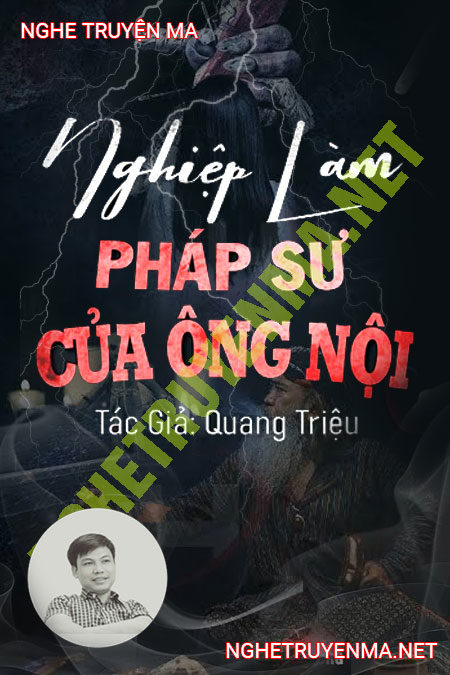 NGHE TRUYỆN MA
Nghiệp Làm
PHÁP SƯ
CỦA ÔNG NỘI
Tác Giả: Quang Triệu
NGHETRUYENMA.NET
NGHETRUYENMA.NET